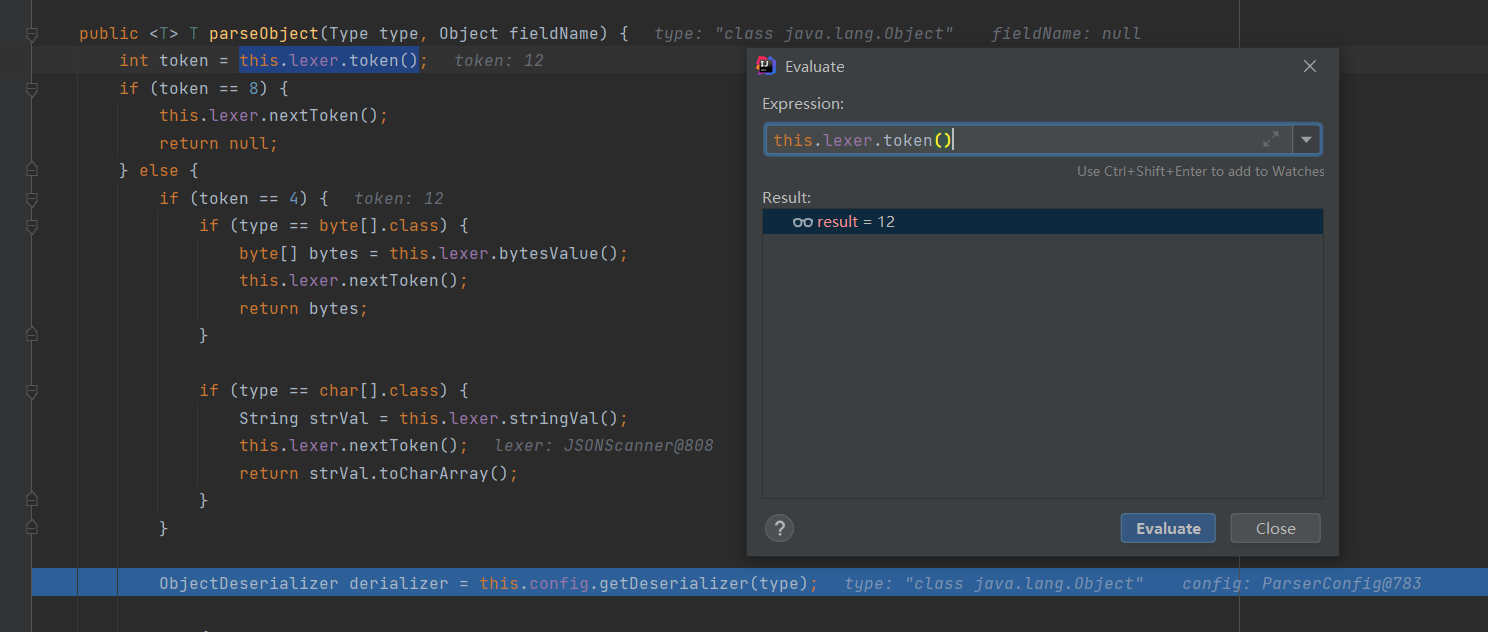 public <T> T parseObject(Type type, Object fieldName) {   type: "class java.lang.Object"    fieldName: null
int token = this.lexer.token();   token: 12
if (token == 8) {
this.lexer.nextToken();
return null;
} else {
if (token == 4) {   token: 12
if (type == byte[].class) {
byte[] bytes = this.lexer.bytesValue();
this.lexer.nextToken();
return bytes;
}
if (type == char[].class) {
String strVal = this.lexer.stringVal();
this.lexer.nextToken();   lexer: JSONScanner@808
return strVal.toCharArray();
}
}
ObjectDeserializer derializer = this.config.getDeserializer(type);   type: "class java.lang.Object"    config: ParserConfig@783
Evaluate
Expression:
this.lexer.token()
Use Ctrl+Shift+Enter to add to Watches
Result:
result = 12
?
Evaluate
Close